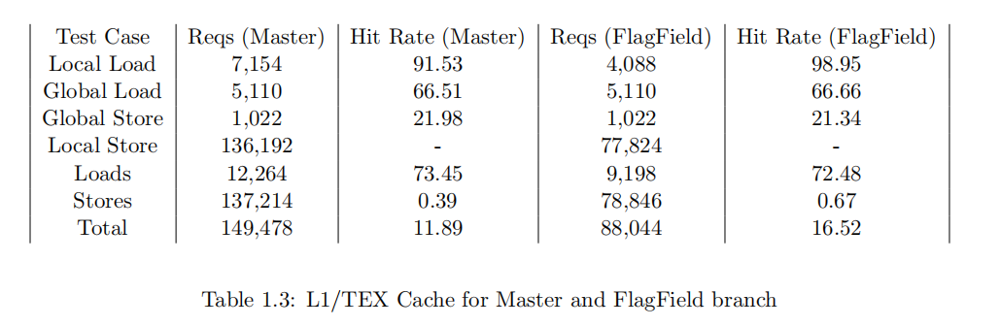 Test Case Reqs (Master) Hit Rate (Master) Reqs (FlagField) Hit Rate (FlagField)
Local Load 7,154 91.53 4,088 98.95
Global Load 5,110 66.51 5,110 66.66
Global Store 1,022 21.98 1,022 21.34
Local Store 136,192 - 77,824 -
Loads 12,264 73.45 9,198 72.48
Stores 137,214 0.39 78,846 0.67
Total 149,478 11.89 88,044 16.52
Table 1.3: L1/TEX Cache for Master and FlagField branch